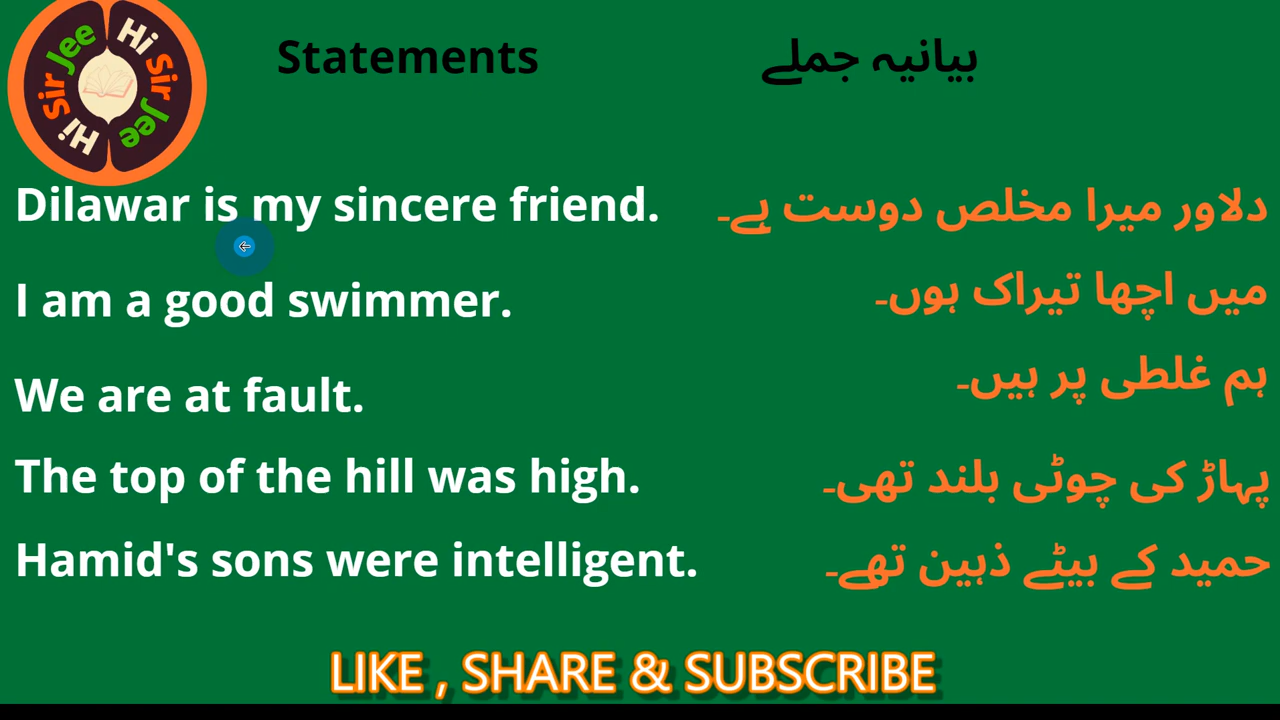 Hi Sir Jee Hi Sir Jee
Statements بیانیہ جملے
Dilawar is my sincere friend. دلاور میرا مخلص دوست ہے۔
I am a good swimmer. میں اچھا تیراک ہوں۔
We are at fault. ہم غلطی پر ہیں۔
The top of the hill was high. پہاڑ کی چوٹی بلند تھی۔
Hamid's sons were intelligent. حمید کے بیٹے ذہین تھے۔
LIKE , SHARE & SUBSCRIBE